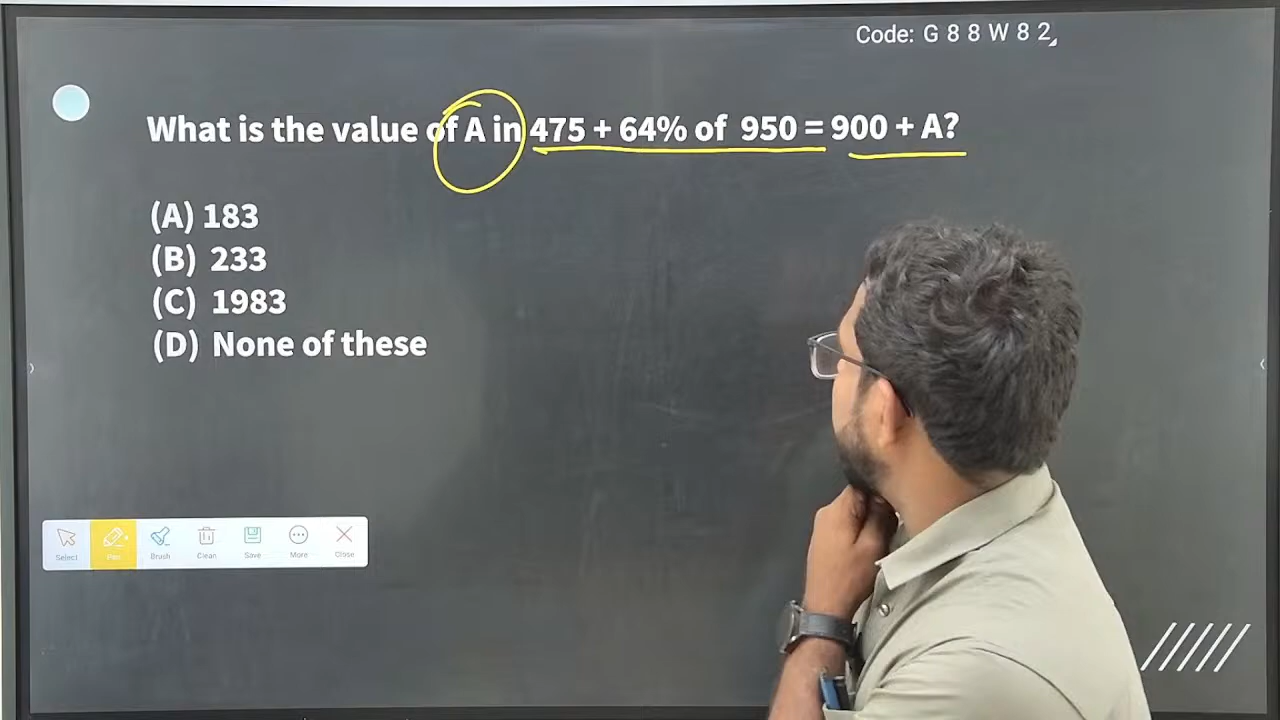 Code: G 8 8 W 8 2
What is the value of A in 475 + 64% of 950 = 900 + A?
(A) 183
(B) 233
(C) 1983
(D) None of these
Select Pen Brush Clean Save More Close